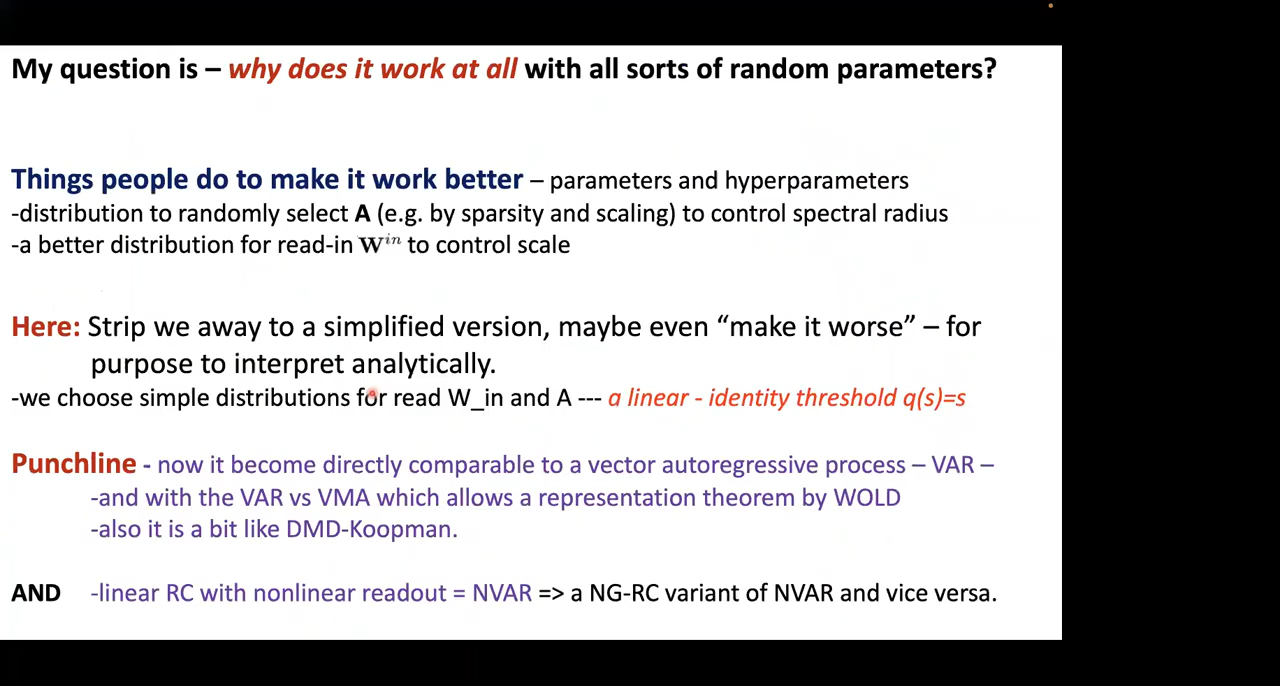 My question is – why does it work at all with all sorts of random parameters?
Things people do to make it work better – parameters and hyperparameters
-distribution to randomly select A (e.g. by sparsity and scaling) to control spectral radius
-a better distribution for read-in Wⁱⁿ to control scale
Here: Strip we away to a simplified version, maybe even “make it worse” – for
purpose to interpret analytically.
-we choose simple distributions for read W_in and A --- a linear - identity threshold q(s)=s
Punchline - now it become directly comparable to a vector autoregressive process – VAR –
-and with the VAR vs VMA which allows a representation theorem by WOLD
-also it is a bit like DMD-Koopman.
AND -linear RC with nonlinear readout = NVAR => a NG-RC variant of NVAR and vice versa.